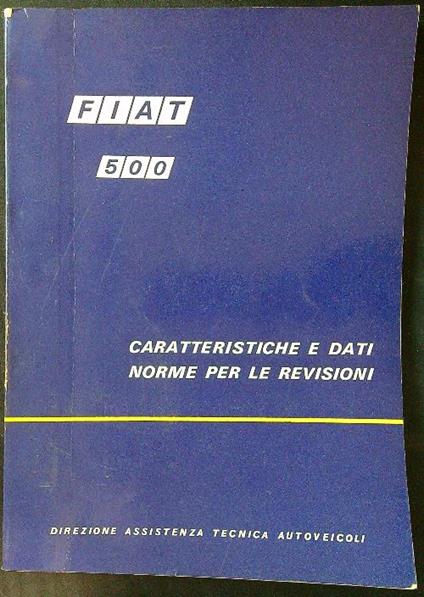 FIAT
500
CARATTERISTICHE E DATI
NORME PER LE REVISIONI
DIREZIONE ASSISTENZA TECNICA AUTOVEICOLI